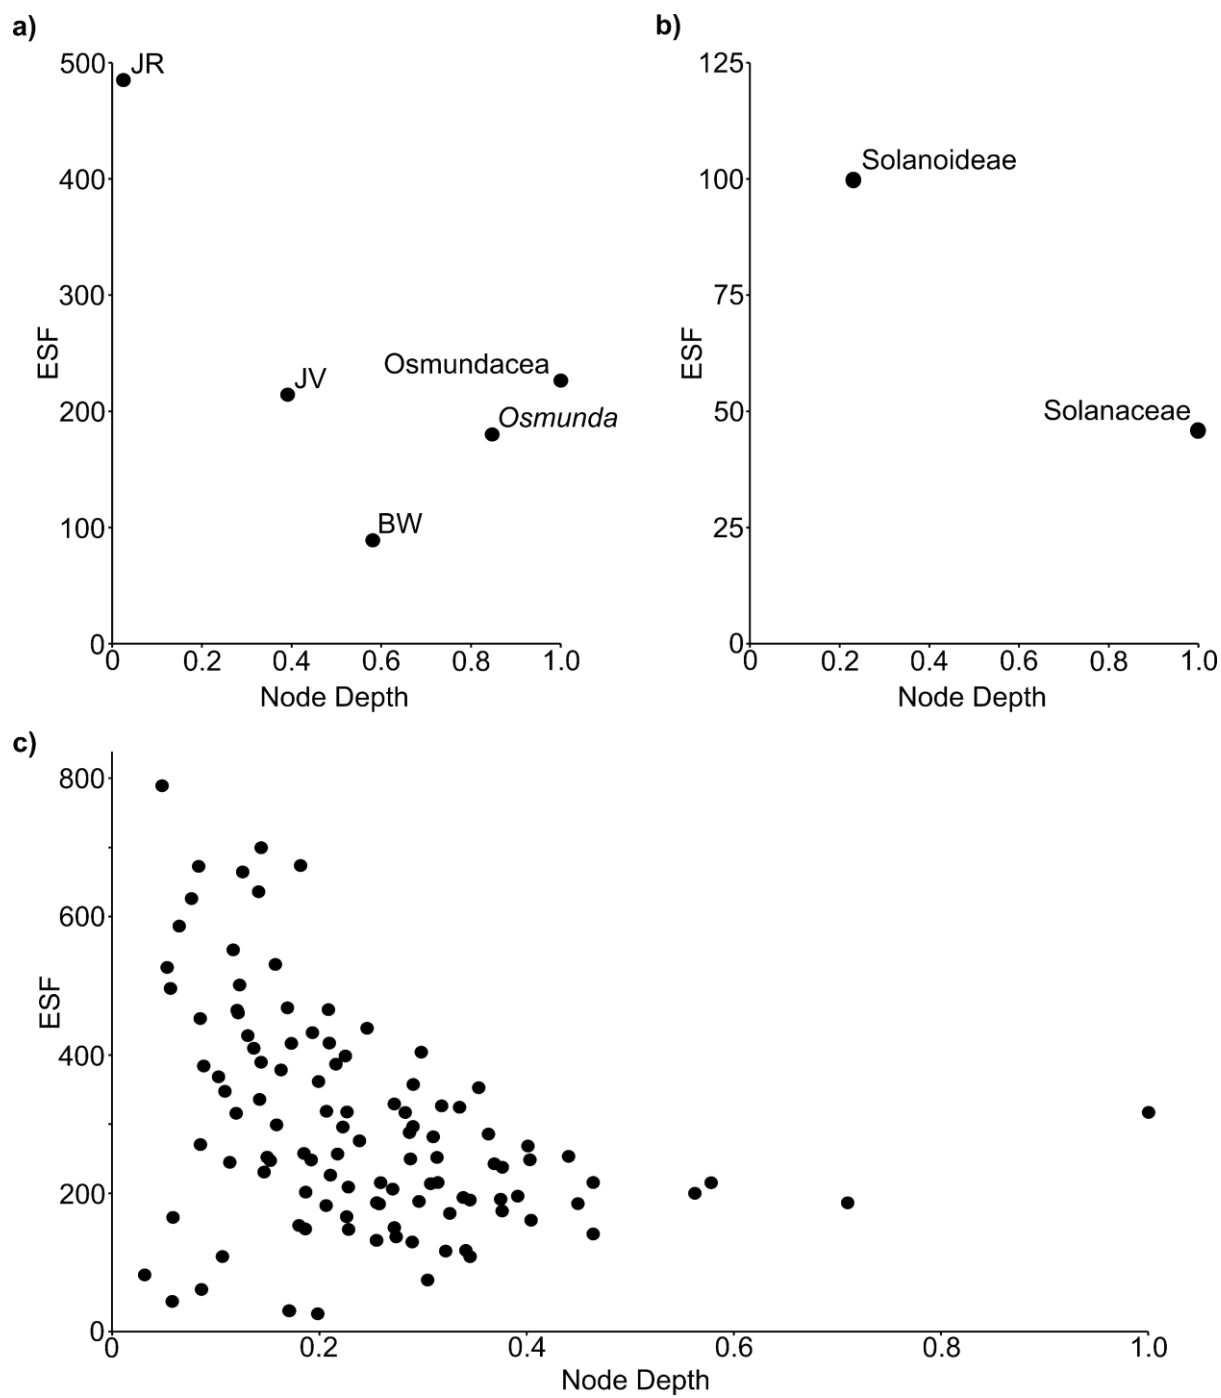 a)
500
JR
400
300
ESF
Osmundacea
JV
Osmunda
200
BW
100
0
0 0.2 0.4 0.6 0.8 1.0
Node Depth
b)
125
Solanoideae
100
75
ESF
Solanaceae
50
25
0
0 0.2 0.4 0.6 0.8 1.0
Node Depth
c)
800
600
ESF
400
200
0
0 0.2 0.4 0.6 0.8 1.0
Node Depth